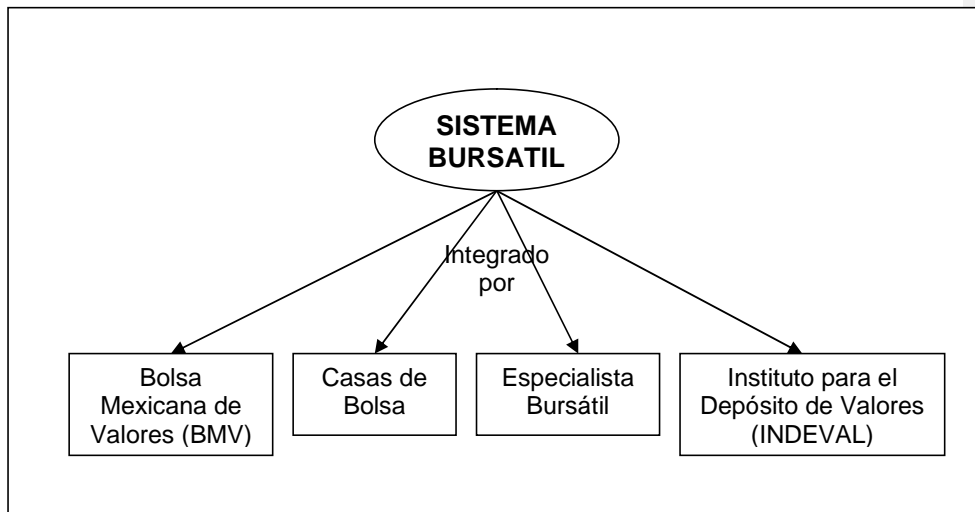 SISTEMA
BURSATIL
Integrado
por
Bolsa
Mexicana de
Valores (BMV)
Casas de
Bolsa
Especialista
Bursátil
Instituto para el
Depósito de Valores
(INDEVAL)